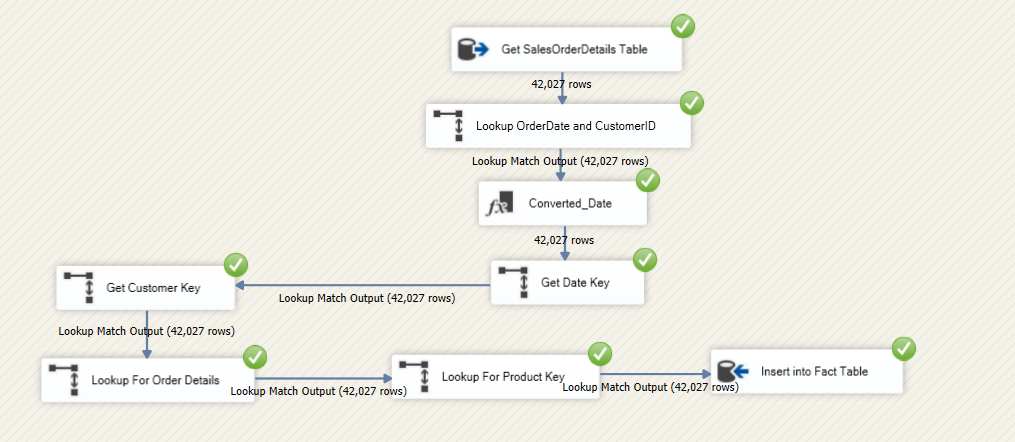 Get SalesOrderDetails Table
42,027 rows
Lookup OrderDate and CustomerID
Lookup Match Output (42,027 rows)
Converted_Date
42,027 rows
Get Date Key
Lookup Match Output (42,027 rows)
Get Customer Key
Lookup Match Output (42,027 rows)
Lookup For Order Details
Lookup Match Output (42,027 rows)
Lookup For Product Key
Lookup Match Output (42,027 rows)
Insert into Fact Table